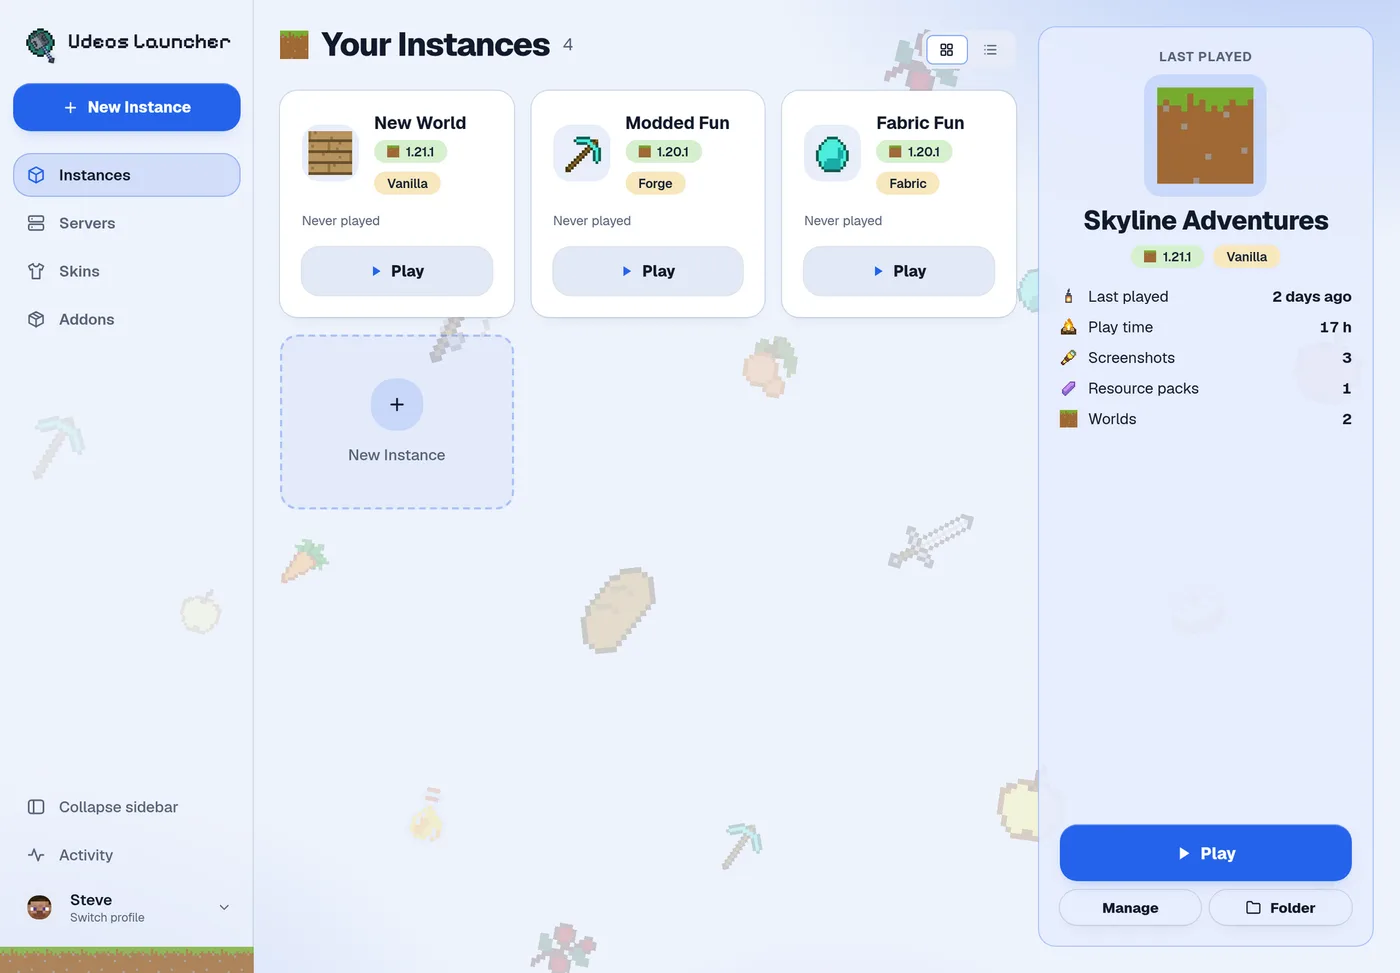 Udeos Launcher
New Instance
Instances
Servers
Skins
Addons
Collapse sidebar
Activity
Steve
Switch profile
Your Instances 4
New World
1.21.1
Vanilla
Never played
Play
Modded Fun
1.20.1
Forge
Never played
Play
Fabric Fun
1.20.1
Fabric
Never played
Play
New Instance
LAST PLAYED
Skyline Adventures
1.21.1 Vanilla
Last played 2 days ago
Play time 17 h
Screenshots 3
Resource packs 1
Worlds 2
Play
Manage Folder